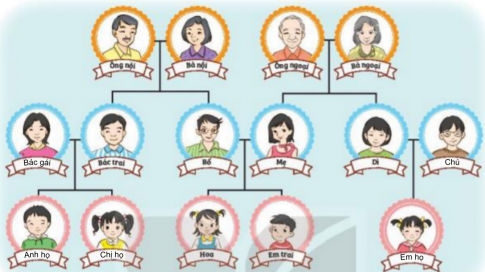 Ông nội
Bà nội
Ông ngoại
Bà ngoại
Bác gái
Bác trai
Bố
Mẹ
Dì
Chú
Anh họ
Chị họ
Hoa
Em trai
Em họ